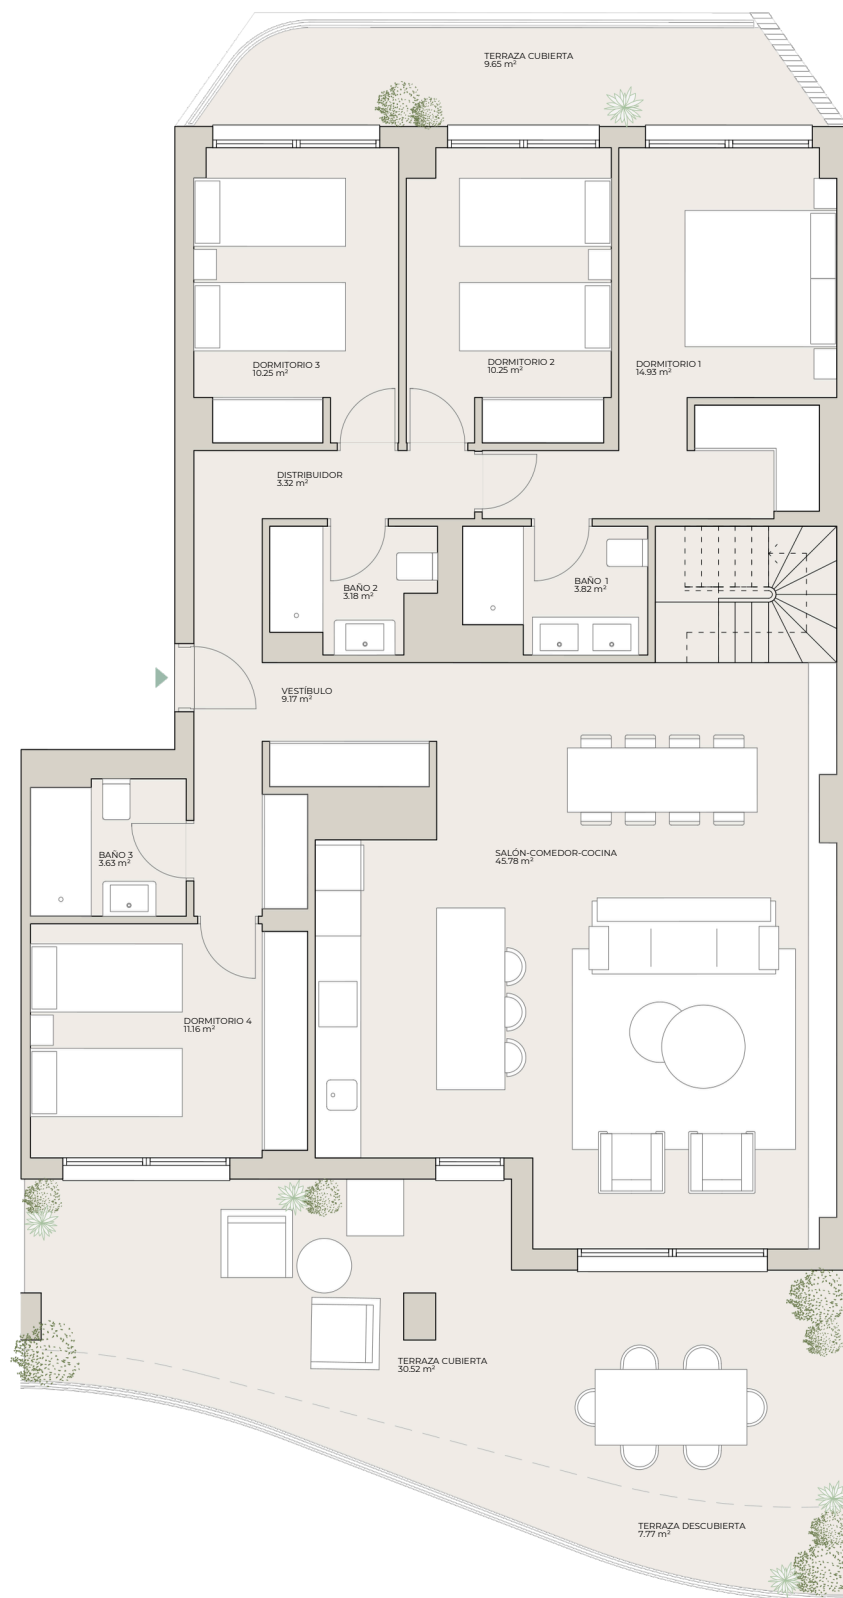 TERRAZA CUBIERTA
9.65 m²
DORMITORIO 3
10.25 m²
DORMITORIO 2
10.25 m²
DORMITORIO 1
14.93 m²
DISTRIBUIDOR
3.32 m²
BAÑO 2
3.18 m²
BAÑO 1
3.82 m²
VESTÍBULO
9.17 m²
BAÑO 3
3.63 m²
SALÓN-COMEDOR-COCINA
45.78 m²
DORMITORIO 4
11.16 m²
TERRAZA CUBIERTA
30.52 m²
TERRAZA DESCUBIERTA
7.77 m²